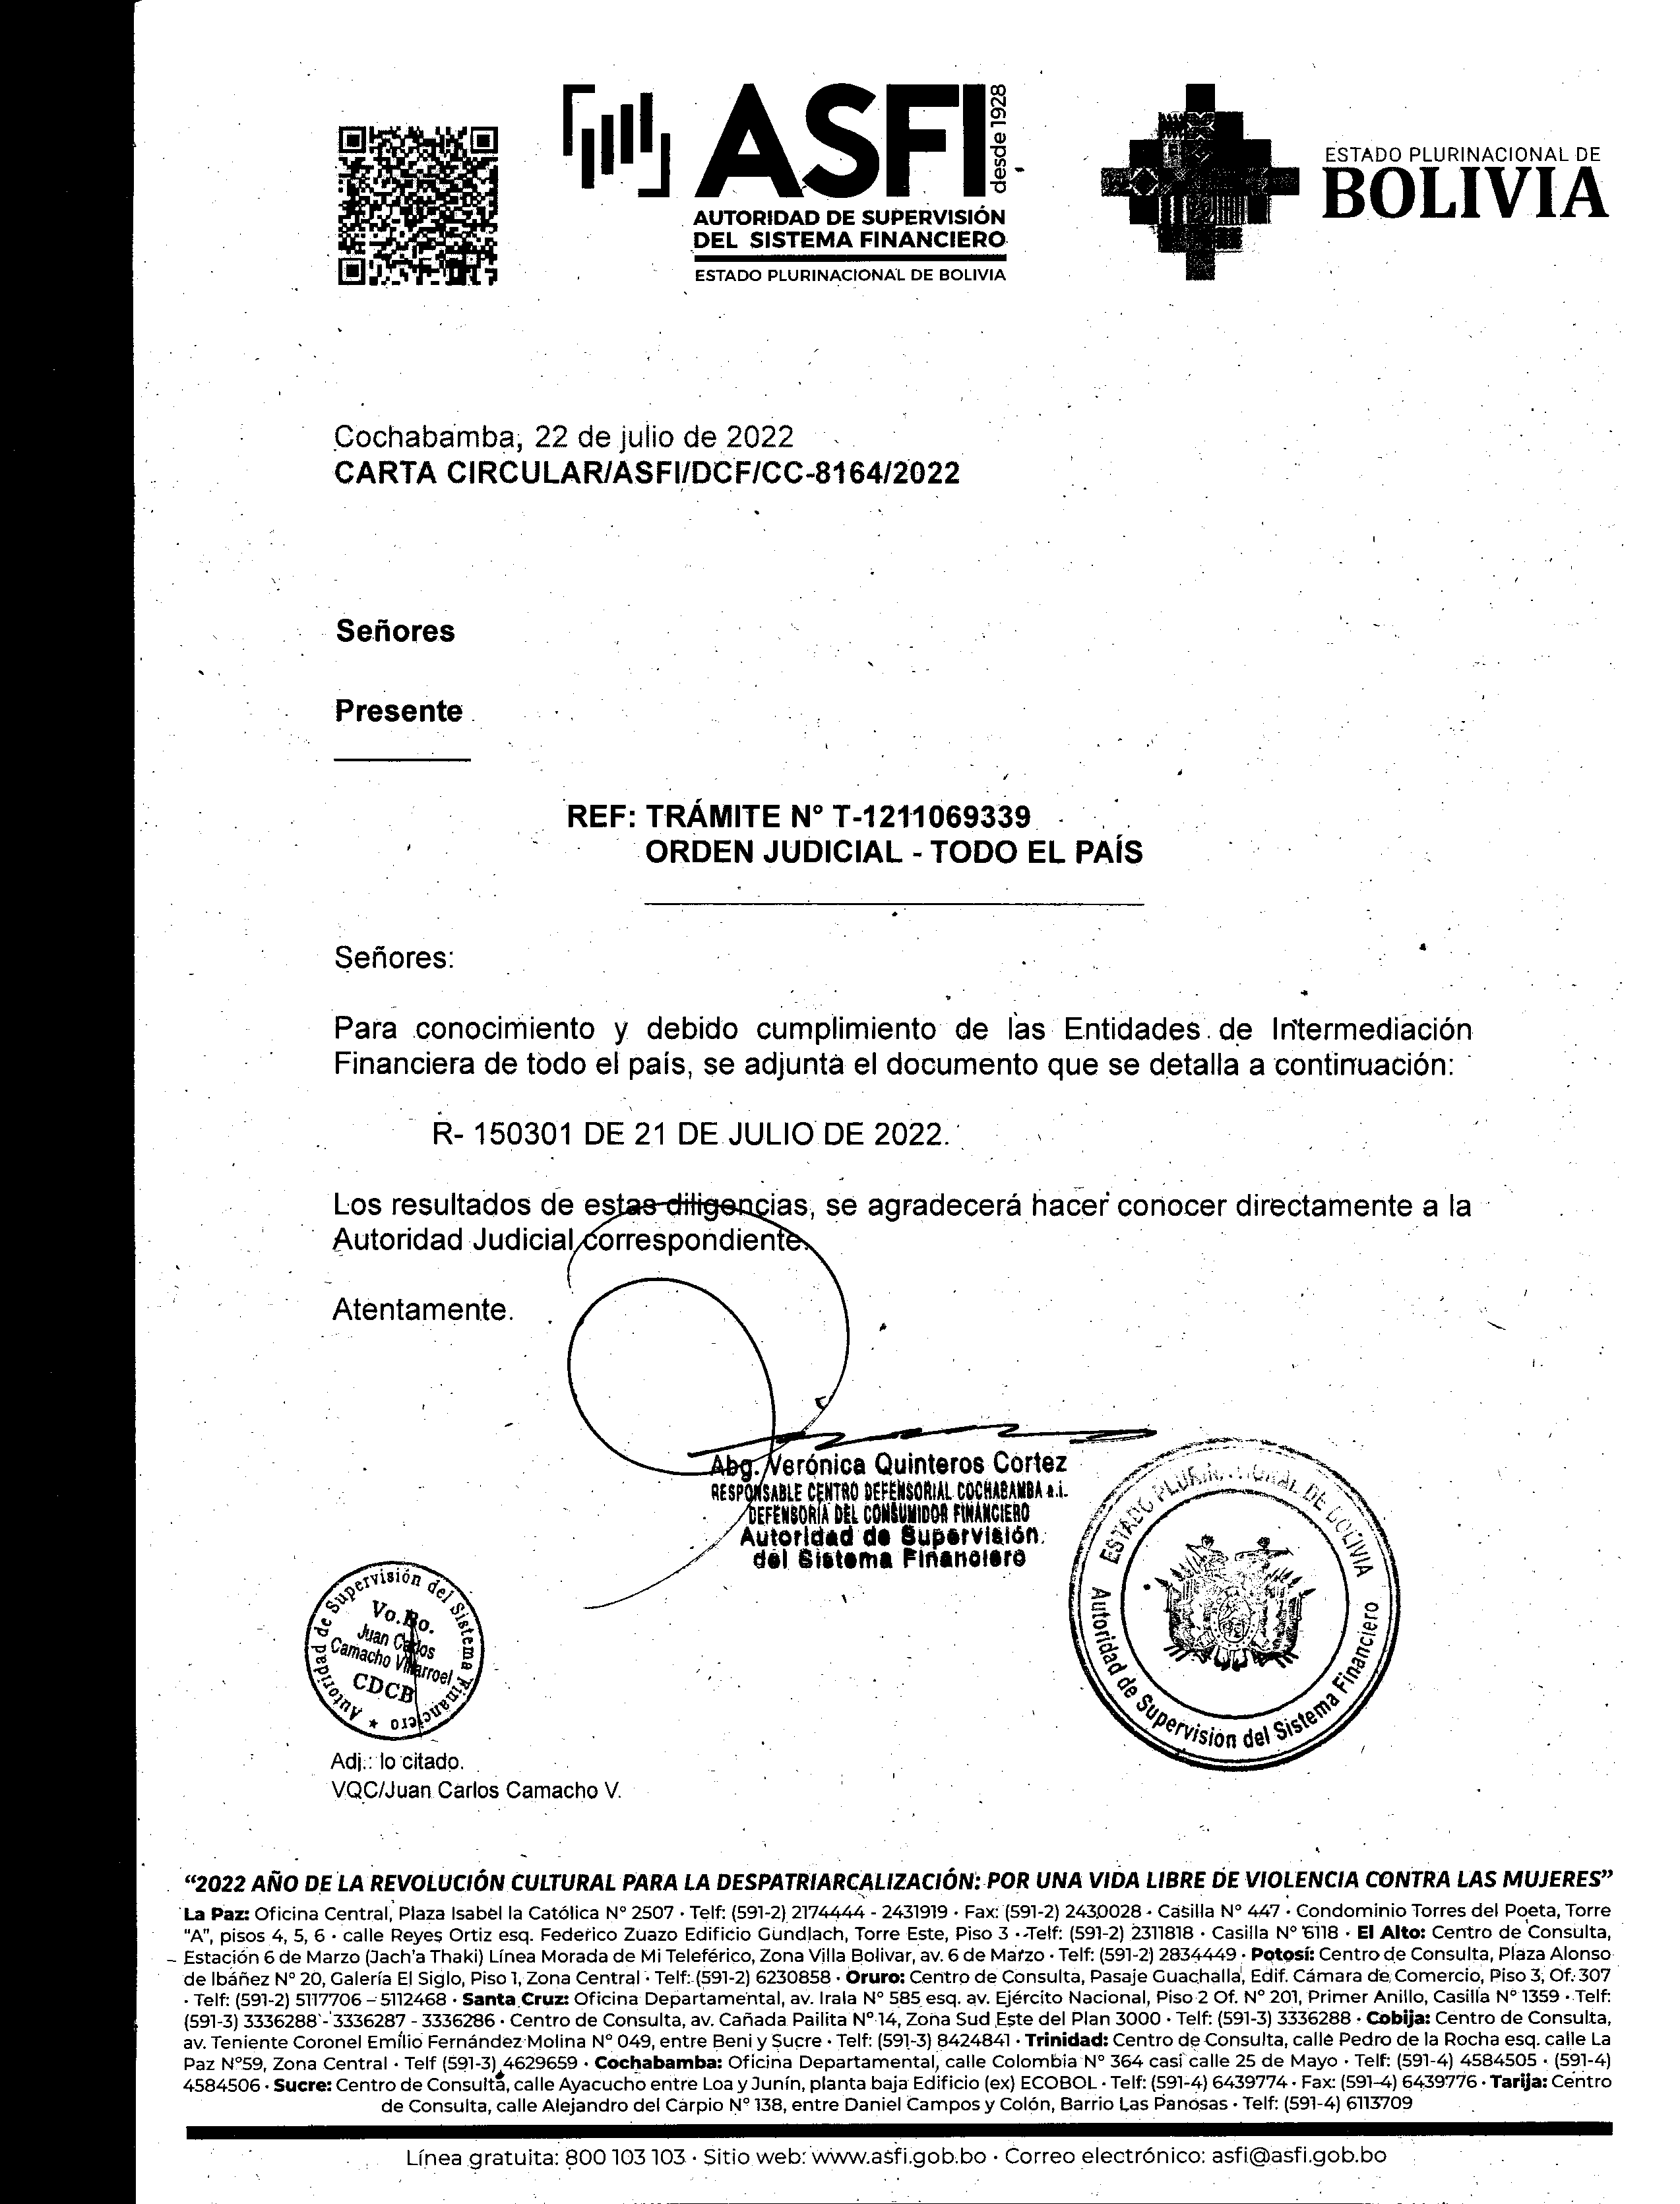 ASFI
desde 1928
AUTORIDAD DE SUPERVISIÓN
DEL SISTEMA FINANCIERO
ESTADO PLURINACIONAL DE BOLIVIA
ESTADO PLURINACIONAL DE
BOLIVIA
Cochabamba, 22 de julio de 2022
CARTA CIRCULAR/ASFI/DCF/CC-8164/2022
Señores
Presente
REF: TRÁMITE Nº T-1211069339
ORDEN JUDICIAL - TODO EL PAÍS
Señores:
Para conocimiento y debido cumplimiento de las Entidades de Intermediación
Financiera de todo el país, se adjunta el documento que se detalla a continuación:
R- 150301 DE 21 DE JULIO DE 2022.
Los resultados de estas diligencias, se agradecerá hacer conocer directamente a la
Autoridad Judicial correspondiente.
Atentamente.
Abg. Verónica Quinteros Cortez
RESPONSABLE CENTRO DEFENSORIAL COCHABAMBA a.i.
DEFENSORÍA DEL CONSUMIDOR FINANCIERO
Autoridad de Supervisión
del Sistema Financiero
ESTADO PLURINACIONAL DE BOLIVIA
Autoridad de Supervisión del Sistema Financiero
Autoridad de Supervisión del Sistema Financiero
Vo.Bo.
Juan Carlos
Camacho Villarroel
CDCB
Adj.: lo citado.
VQC/Juan Carlos Camacho V.
“2022 AÑO DE LA REVOLUCIÓN CULTURAL PARA LA DESPATRIARCALIZACIÓN: POR UNA VIDA LIBRE DE VIOLENCIA CONTRA LAS MUJERES”
La Paz: Oficina Central, Plaza Isabel la Católica Nº 2507 · Telf: (591-2) 2174444 - 2431919 · Fax: (591-2) 2430028 · Casilla Nº 447 · Condominio Torres del Poeta, Torre
"A", pisos 4, 5, 6 · calle Reyes Ortiz esq. Federico Zuazo Edificio Gundlach, Torre Este, Piso 3 · Telf: (591-2) 2311818 · Casilla Nº 6118 · El Alto: Centro de Consulta,
Estación 6 de Marzo (Jach'a Thaki) Línea Morada de Mi Teleférico, Zona Villa Bolivar, av. 6 de Marzo · Telf: (591-2) 2834449 · Potosí: Centro de Consulta, Plaza Alonso
de Ibáñez Nº 20, Galería El Siglo, Piso 1, Zona Central · Telf: (591-2) 6230858 · Oruro: Centro de Consulta, Pasaje Guachalla, Edif. Cámara de Comercio, Piso 3, Of. 307
· Telf: (591-2) 5117706 – 5112468 · Santa Cruz: Oficina Departamental, av. Irala Nº 585 esq. av. Ejército Nacional, Piso 2 Of. Nº 201, Primer Anillo, Casilla Nº 1359 · Telf:
(591-3) 3336288 - 3336287 - 3336286 · Centro de Consulta, av. Cañada Pailita Nº 14, Zona Sud Este del Plan 3000 · Telf: (591-3) 3336288 · Cobija: Centro de Consulta,
av. Teniente Coronel Emilio Fernández Molina Nº 049, entre Beni y Sucre · Telf: (591-3) 8424841 · Trinidad: Centro de Consulta, calle Pedro de la Rocha esq. calle La
Paz Nº59, Zona Central · Telf (591-3) 4629659 · Cochabamba: Oficina Departamental, calle Colombia Nº 364 casi calle 25 de Mayo · Telf: (591-4) 4584505 · (591-4)
4584506 · Sucre: Centro de Consulta, calle Ayacucho entre Loa y Junín, planta baja Edificio (ex) ECOBOL · Telf: (591-4) 6439774 · Fax: (591-4) 6439776 · Tarija: Centro
de Consulta, calle Alejandro del Carpio Nº 138, entre Daniel Campos y Colón, Barrio Las Panosas · Telf: (591-4) 6113709
Línea gratuita: 800 103 103 · Sitio web: www.asfi.gob.bo · Correo electrónico: asfi@asfi.gob.bo